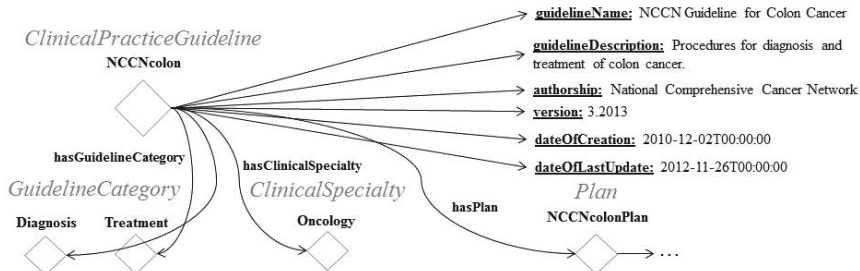 guidelineName: NCCN Guideline for Colon Cancer
ClinicalPracticeGuideline
NCCNcolon
guidelineDescription: Procedures for diagnosis and
treatment of colon cancer.
authorship: National Comprehensive Cancer Network
version: 3.2013
dateOfCreation: 2010-12-02T00:00:00
dateOfLastUpdate: 2012-11-26T00:00:00
hasGuidelineCategory
hasClinicalSpecialty
GuidelineCategory
ClinicalSpecialty
Plan
hasPlan
Diagnosis
Treatment
Oncology
NCCNcolonPlan
...